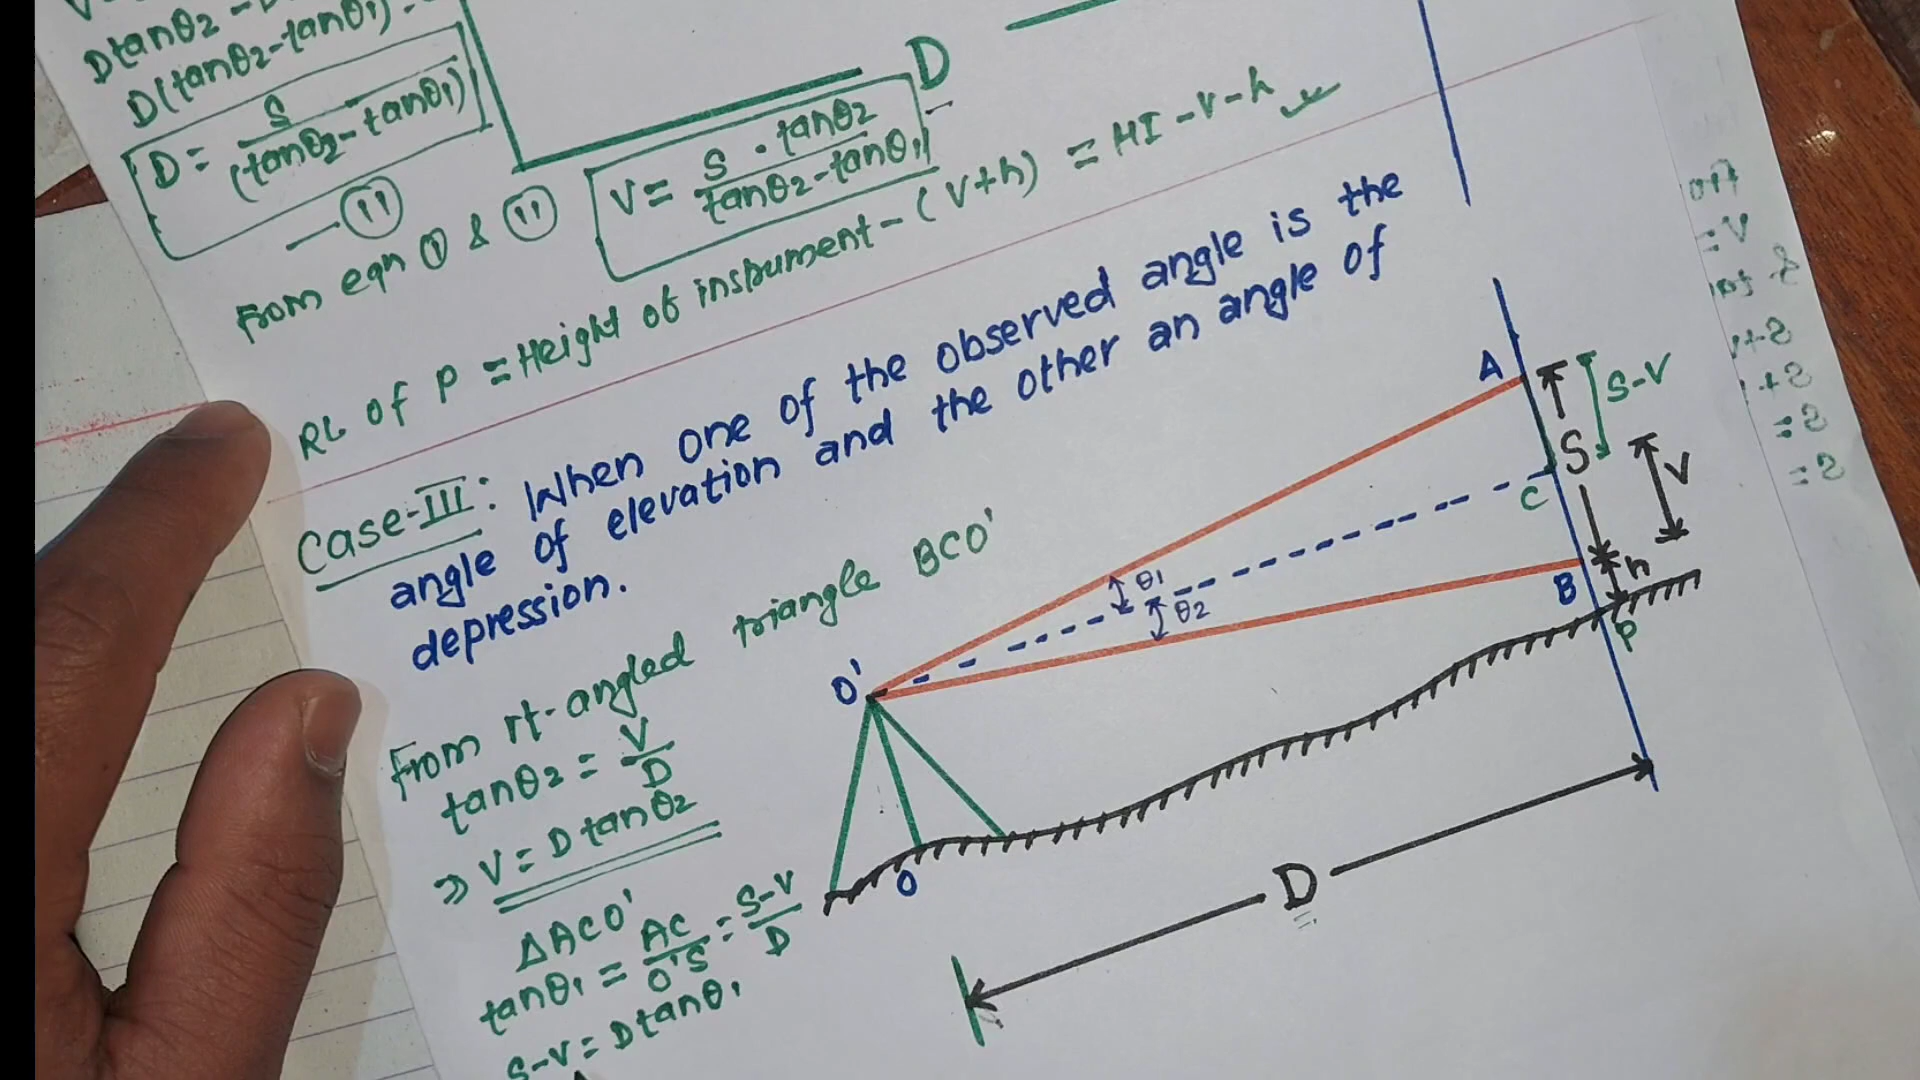 Dtanθ2 -
D(tanθ2-tanθ1).
D = S / (tanθ2-tanθ1)
— (II)
D
From eqn (I) & (II)
V = S . tanθ2 / tanθ2-tanθ1
RL of P = Height of instrument - (V+h) = HI - V - h
Case-III: When one of the observed angle is the
angle of elevation and the other an angle of
depression.
From rt-angled triangle BCO'
tanθ2 = V/D
⇒ V = D tanθ2
ΔACO'
tanθ1 = AC/O'S = S-V/D
S-V = Dtanθ1
A
S-V
S
V
C
B
h
P
θ1
θ2
O'
O
D